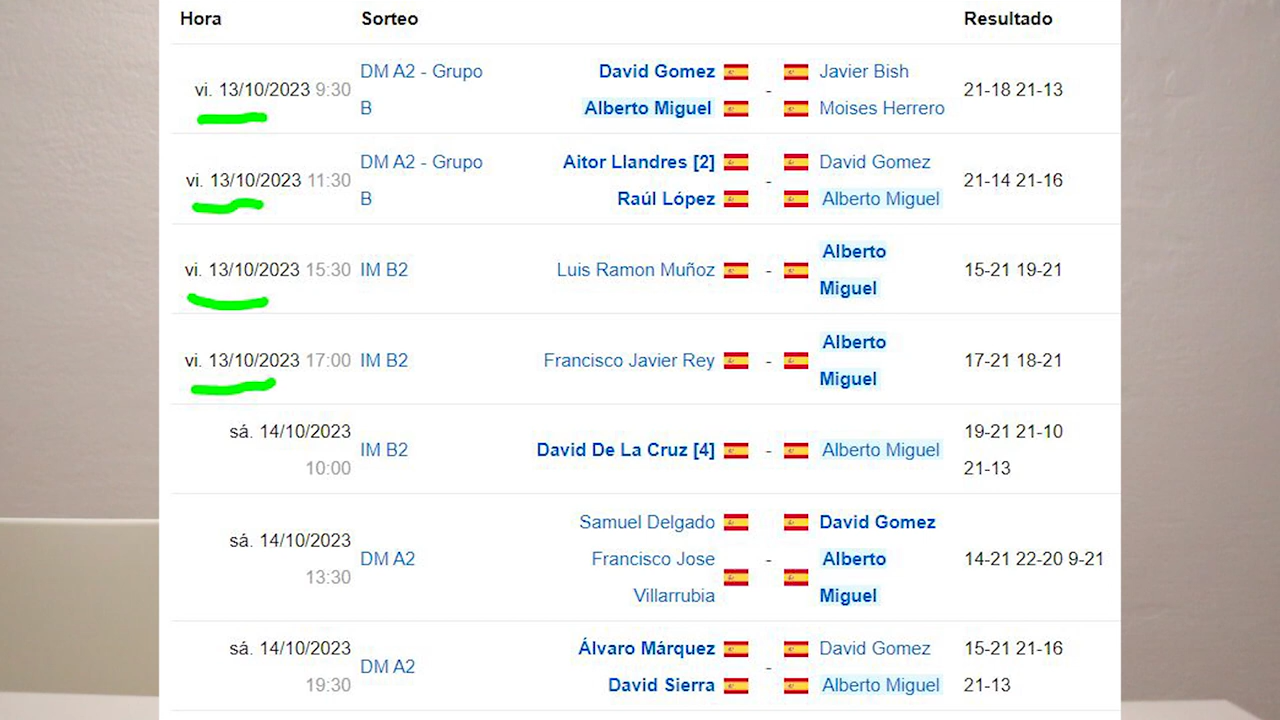 Hora Sorteo Resultado
vi. 13/10/2023 9:30 DM A2 - Grupo B David Gomez - Javier Bish 21-18 21-13
Alberto Miguel Moises Herrero
vi. 13/10/2023 11:30 DM A2 - Grupo B Aitor Llandres [2] - David Gomez 21-14 21-16
Raúl López Alberto Miguel
vi. 13/10/2023 15:30 IM B2 Luis Ramon Muñoz - Alberto Miguel 15-21 19-21
vi. 13/10/2023 17:00 IM B2 Francisco Javier Rey - Alberto Miguel 17-21 18-21
sá. 14/10/2023 10:00 IM B2 David De La Cruz [4] - Alberto Miguel 19-21 21-10 21-13
sá. 14/10/2023 13:30 DM A2 Samuel Delgado - David Gomez 14-21 22-20 9-21
Francisco Jose Villarrubia Alberto Miguel
sá. 14/10/2023 19:30 DM A2 Álvaro Márquez - David Gomez 15-21 21-16 21-13
David Sierra Alberto Miguel